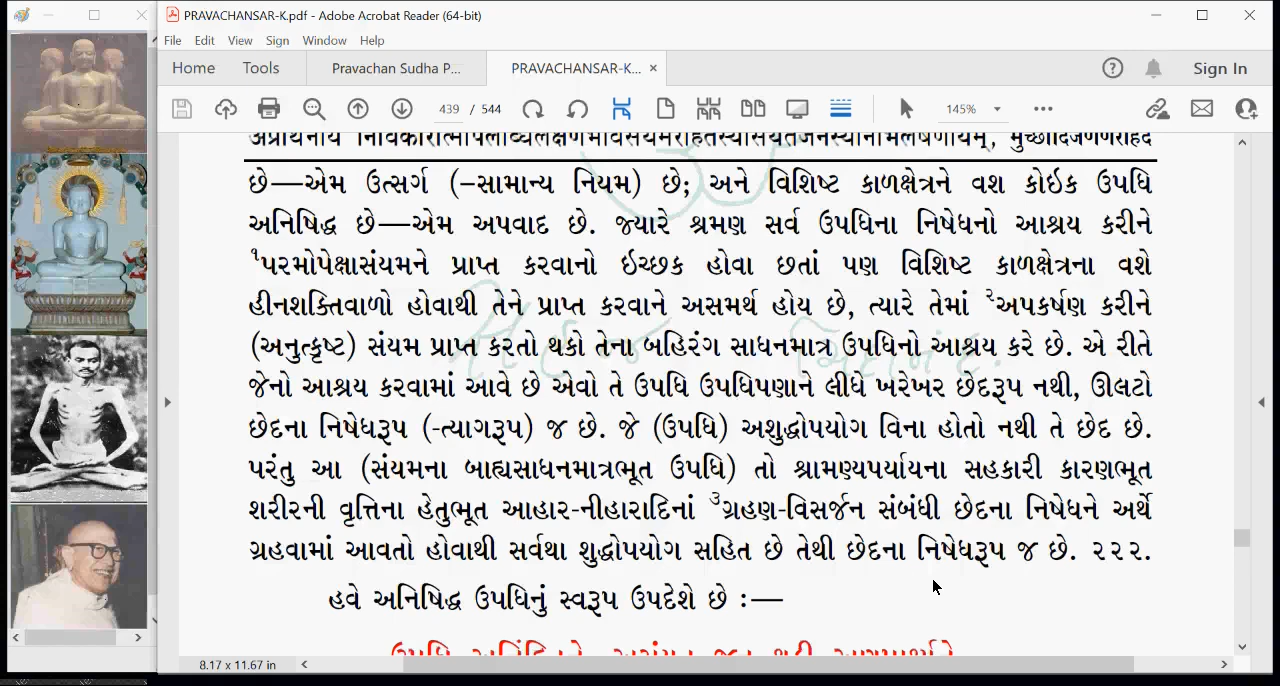 PRAVACHANSAR-K.pdf - Adobe Acrobat Reader (64-bit)
File Edit View Sign Window Help
Home Tools Pravachan Sudha P... PRAVACHANSAR-K... ×
439 / 544 145%
Sign In
છે—એમ ઉત્સર્ગ (–સામાન્ય નિયમ) છે; અને વિશિષ્ટ કાળક્ષેત્રને વશ કોઇક ઉપધિ
અનિષિદ્ધ છે—એમ અપવાદ છે. જ્યારે શ્રમણ સર્વ ઉપધિના નિષેધનો આશ્રય કરીને
૧પરમોપેક્ષાસંયમને પ્રાપ્ત કરવાનો ઇચ્છક હોવા છતાં પણ વિશિષ્ટ કાળક્ષેત્રના વશે
હીનશક્તિવાળો હોવાથી તેને પ્રાપ્ત કરવાને અસમર્થ હોય છે, ત્યારે તેમાં ૨અપકર્ષણ કરીને
(અનુત્કૃષ્ટ) સંયમ પ્રાપ્ત કરતો થકો તેના બહિરંગ સાધનમાત્ર ઉપધિનો આશ્રય કરે છે. એ રીતે
જેનો આશ્રય કરવામાં આવે છે એવો તે ઉપધિ ઉપધિપણાને લીધે ખરેખર છેદરૂપ નથી, ઊલટો
છેદના નિષેધરૂપ (-ત્યાગરૂપ) જ છે. જે (ઉપધિ) અશુદ્ધોપયોગ વિના હોતો નથી તે છેદ છે.
પરંતુ આ (સંયમના બાહ્યસાધનમાત્રભૂત ઉપધિ) તો શ્રામણ્યપર્યાયના સહકારી કારણભૂત
શરીરની વૃત્તિના હેતુભૂત આહાર-નીહારાદિનાં ૩ગ્રહણ-વિસર્જન સંબંધી છેદના નિષેધને અર્થે
ગ્રહવામાં આવતો હોવાથી સર્વથા શુદ્ધોપયોગ સહિત છે તેથી છેદના નિષેધરૂપ જ છે. ૨૨૨.
હવે અનિષિદ્ધ ઉપધિનું સ્વરૂપ ઉપદેશે છે :—
8.17 x 11.67 in